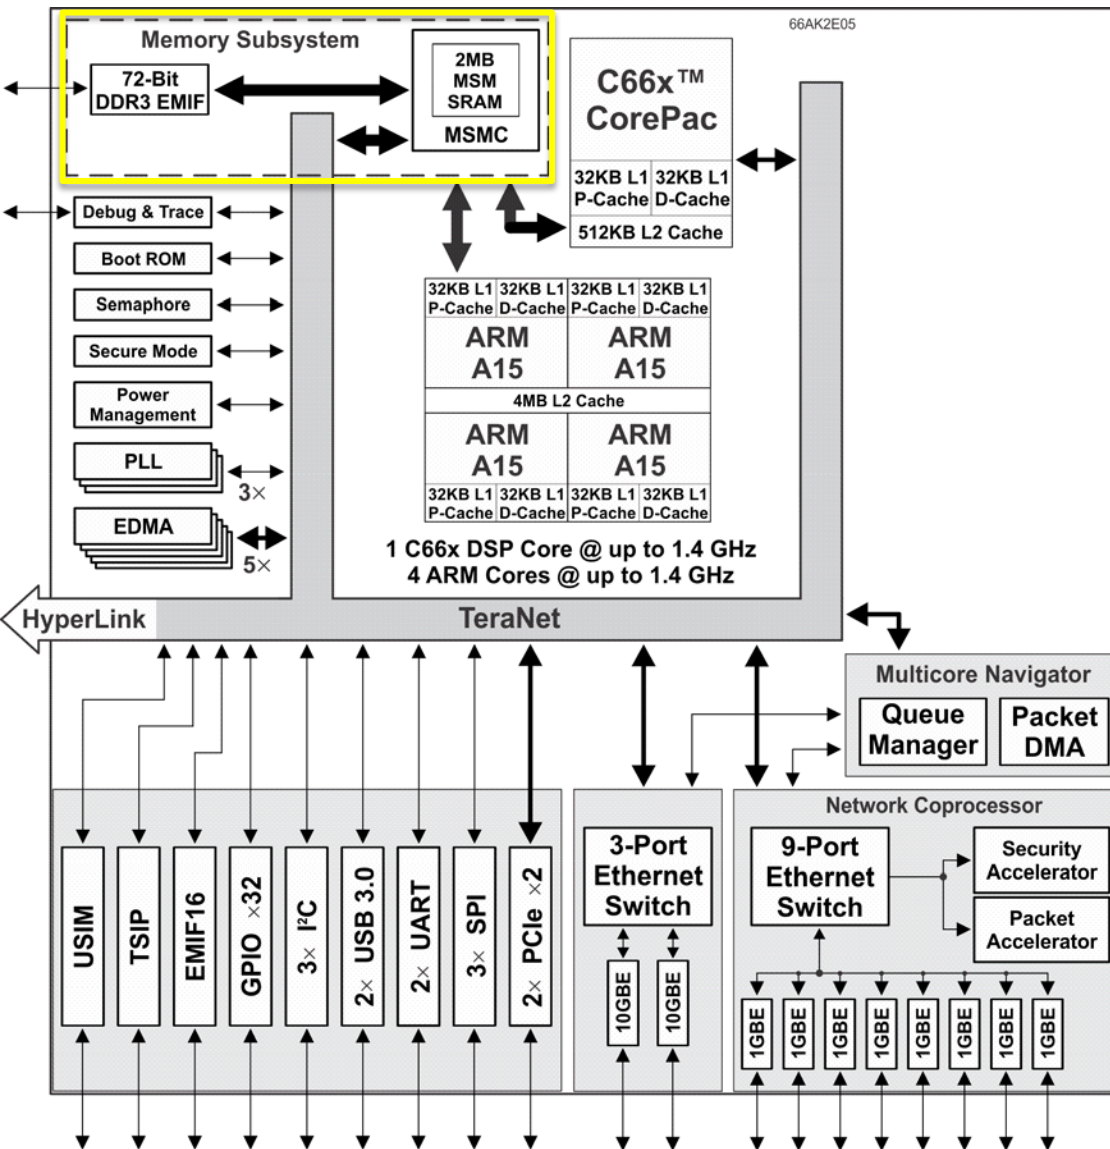 66AK2E05
Memory Subsystem
72-Bit
DDR3 EMIF
2MB
MSM
SRAM
MSMC
C66x™
CorePac
32KB L1
P-Cache
32KB L1
D-Cache
512KB L2 Cache
Debug & Trace
Boot ROM
Semaphore
Secure Mode
Power
Management
PLL
3×
EDMA
5×
32KB L1
P-Cache
32KB L1
D-Cache
32KB L1
P-Cache
32KB L1
D-Cache
ARM
A15
ARM
A15
4MB L2 Cache
ARM
A15
ARM
A15
32KB L1
P-Cache
32KB L1
D-Cache
32KB L1
P-Cache
32KB L1
D-Cache
1 C66x DSP Core @ up to 1.4 GHz
4 ARM Cores @ up to 1.4 GHz
HyperLink
TeraNet
Multicore Navigator
Queue
Manager
Packet
DMA
USIM
TSIP
EMIF16
GPIO ×32
3× I²C
2× USB 3.0
2× UART
3× SPI
2× PCIe ×2
3-Port
Ethernet
Switch
10GBE
10GBE
Network Coprocessor
9-Port
Ethernet
Switch
Security
Accelerator
Packet
Accelerator
1GBE
1GBE
1GBE
1GBE
1GBE
1GBE
1GBE
1GBE